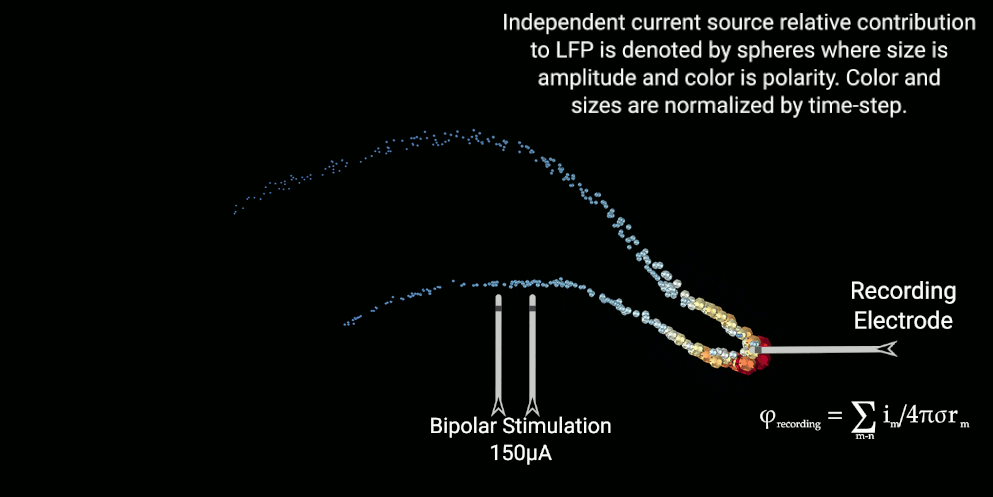 Independent current source relative contribution
to LFP is denoted by spheres where size is
amplitude and color is polarity. Color and
sizes are normalized by time-step.
Recording
Electrode
φrecording = ∑m-n im/4πσrm
Bipolar Stimulation
150µA